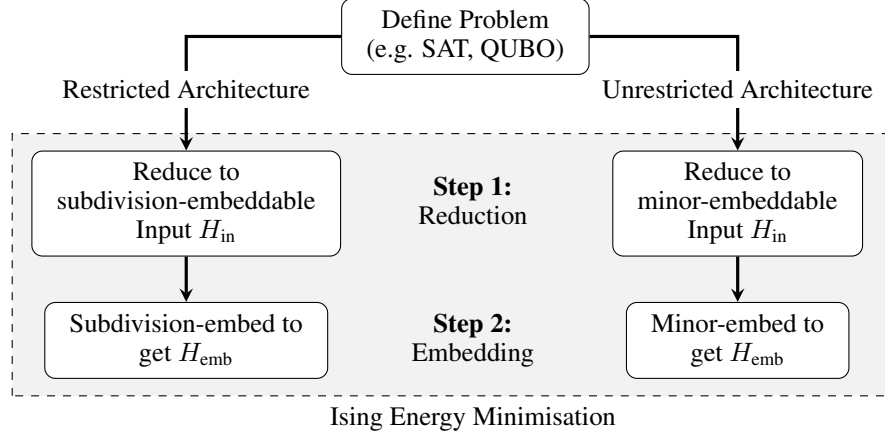 Define Problem
(e.g. SAT, QUBO)
Restricted Architecture
Unrestricted Architecture
Reduce to
subdivision-embeddable
Input H_in
Step 1:
Reduction
Reduce to
minor-embeddable
Input H_in
Subdivision-embed to
get H_emb
Step 2:
Embedding
Minor-embed to
get H_emb
Ising Energy Minimisation